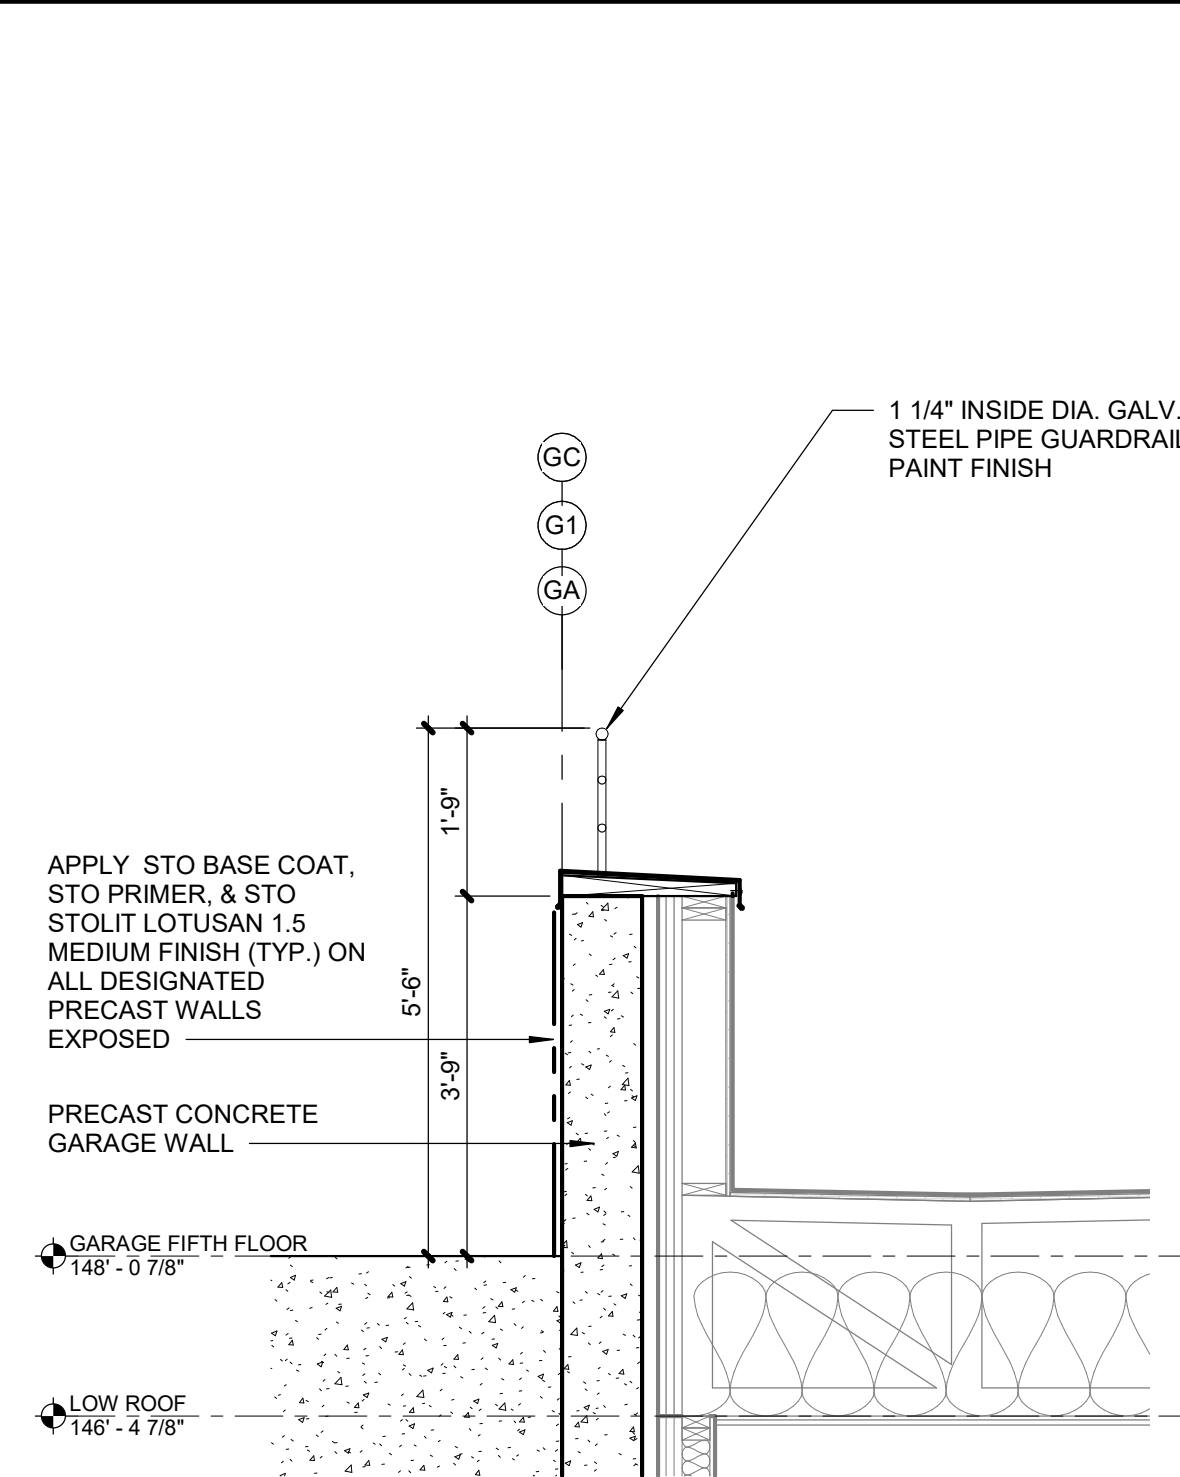 1 1/4" INSIDE DIA. GALV.
STEEL PIPE GUARDRAIL
PAINT FINISH
GC
G1
GA
1'-9"
5'-6"
3'-9"
APPLY STO BASE COAT,
STO PRIMER, & STO
STOLIT LOTUSAN 1.5
MEDIUM FINISH (TYP.) ON
ALL DESIGNATED
PRECAST WALLS
EXPOSED
PRECAST CONCRETE
GARAGE WALL
GARAGE FIFTH FLOOR
148' - 0 7/8"
LOW ROOF
146' - 4 7/8"